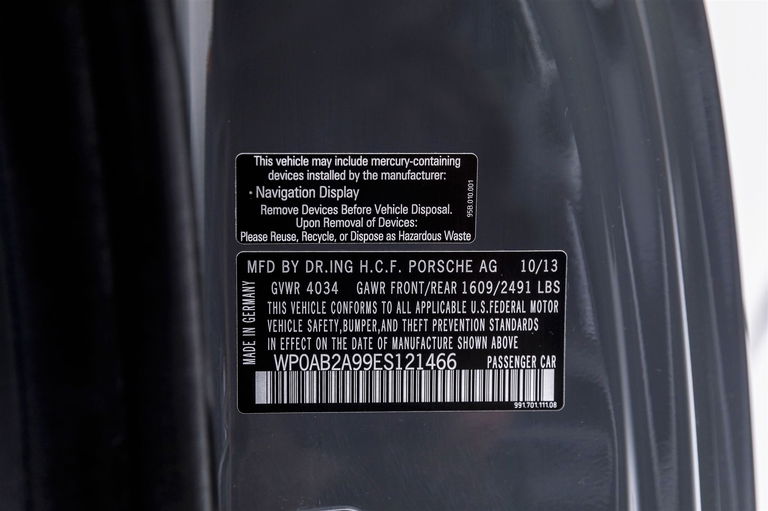 This vehicle may include mercury-containing
devices installed by the manufacturer:
· Navigation Display
Remove Devices Before Vehicle Disposal.
Upon Removal of Devices:
Please Reuse, Recycle, or Dispose as Hazardous Waste
95B.010.001
MFD BY DR.ING H.C.F. PORSCHE AG 10/13
GVWR 4034 GAWR FRONT/REAR 1609/2491 LBS
THIS VEHICLE CONFORMS TO ALL APPLICABLE U.S.FEDERAL MOTOR
VEHICLE SAFETY,BUMPER,AND THEFT PREVENTION STANDARDS
IN EFFECT ON THE DATE OF MANUFACTURE SHOWN ABOVE
WP0AB2A99ES121466 PASSENGER CAR
MADE IN GERMANY
991.701.111.08